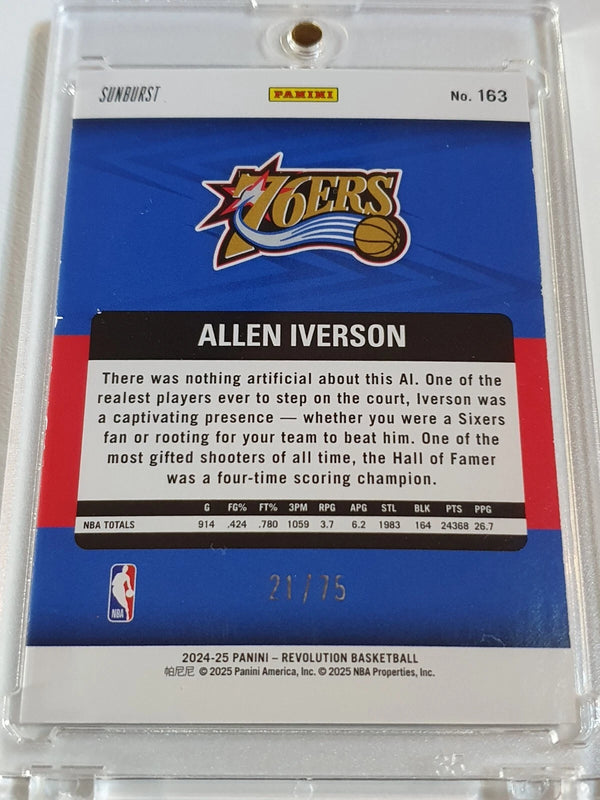 SUNBURST
PANINI
No. 163
76ERS
ALLEN IVERSON
There was nothing artificial about this AI. One of the
realest players ever to step on the court, Iverson was
a captivating presence — whether you were a Sixers
fan or rooting for your team to beat him. One of the
most gifted shooters of all time, the Hall of Famer
was a four-time scoring champion.
G FG% FT% 3PM RPG APG STL BLK PTS PPG
NBA TOTALS 914 .424 .780 1059 3.7 6.2 1983 164 24368 26.7
NBA
21/75
2024-25 PANINI – REVOLUTION BASKETBALL
帕尼尼 © 2025 Panini America, Inc. © 2025 NBA Properties, Inc.